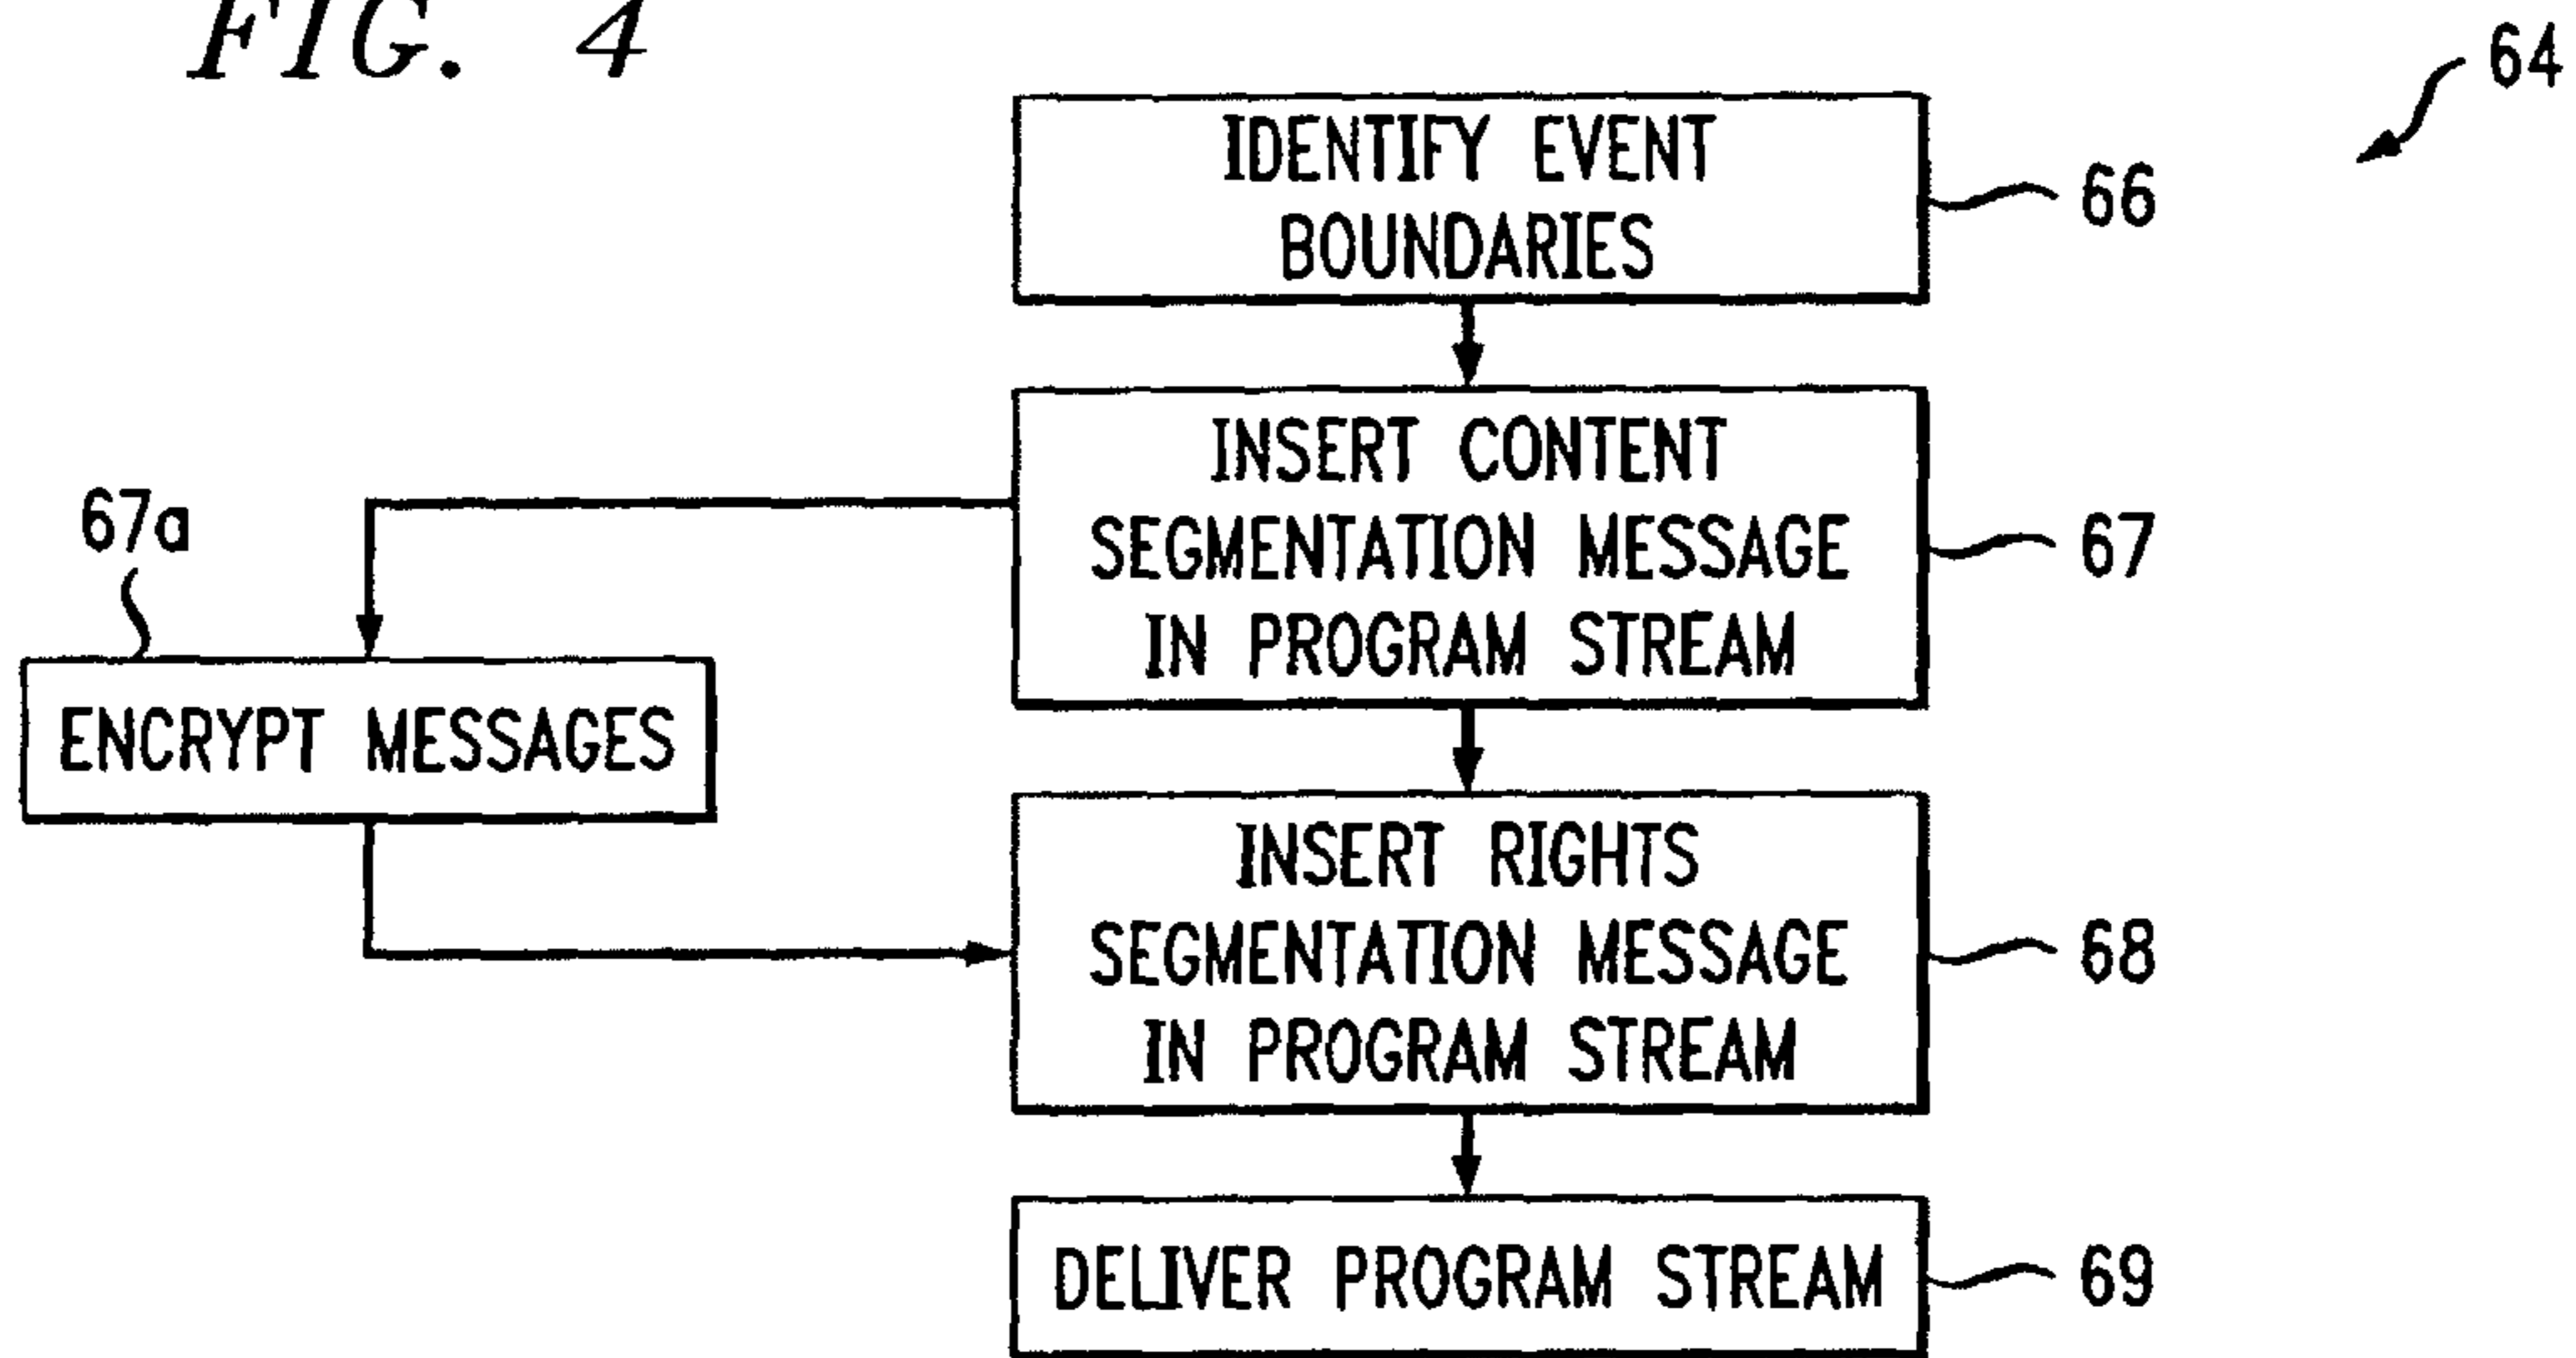 FIG. 4
64
IDENTIFY EVENT
BOUNDARIES
66
INSERT CONTENT
SEGMENTATION MESSAGE
IN PROGRAM STREAM
67
67a
ENCRYPT MESSAGES
INSERT RIGHTS
SEGMENTATION MESSAGE
IN PROGRAM STREAM
68
DELIVER PROGRAM STREAM
69